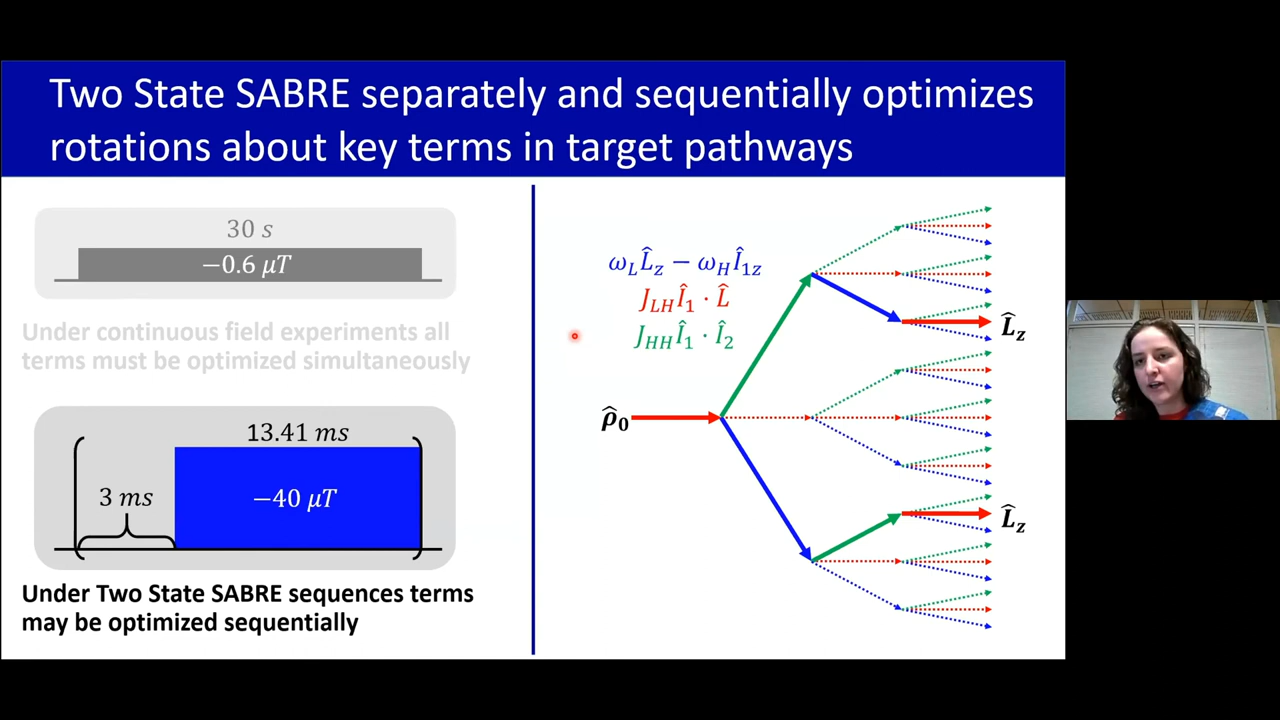 Two State SABRE separately and sequentially optimizes
rotations about key terms in target pathways
30 s
−0.6 μT
Under continuous field experiments all
terms must be optimized simultaneously
13.41 ms
3 ms
−40 μT
Under Two State SABRE sequences terms
may be optimized sequentially
ω_L L̂_z − ω_H Î_1z
J_LH Î_1 · L̂
J_HH Î_1 · Î_2
ρ̂_0
L̂_z
L̂_z